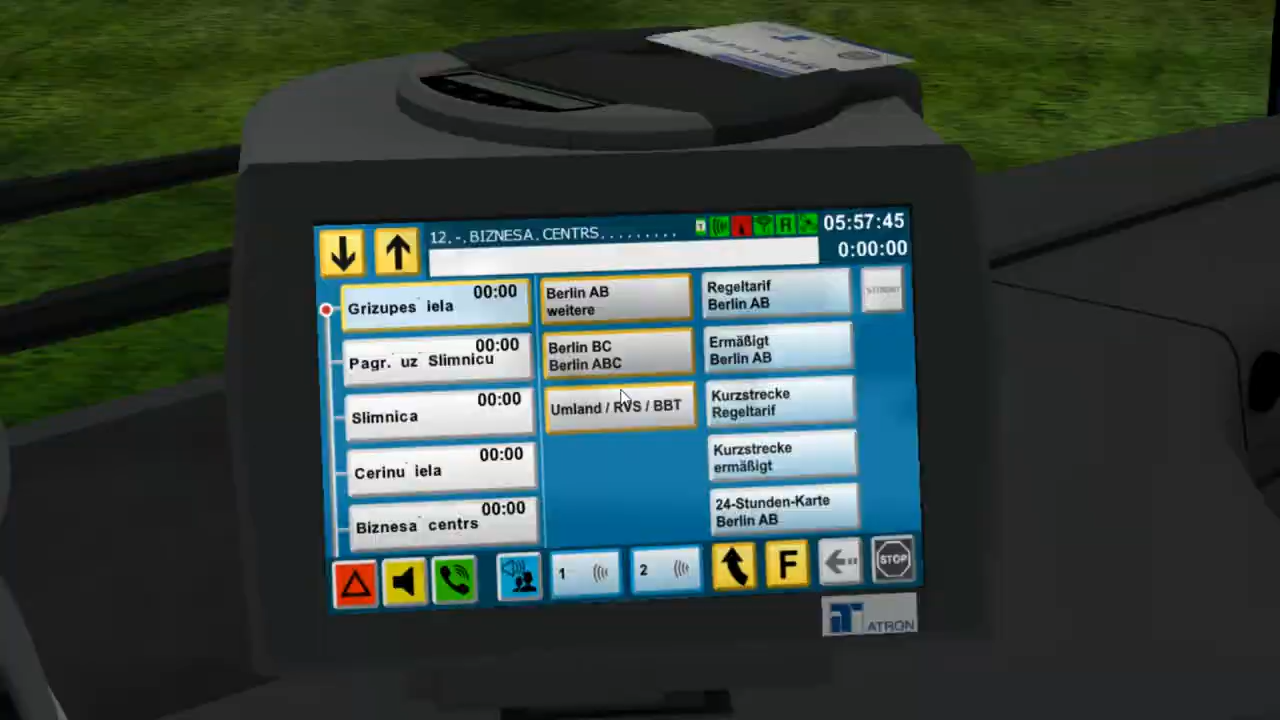 12.-.BIZNESA.CENTRS.........
05:57:45
0:00:00
00:00
Grizupes iela
00:00
Pagr. uz Slimnicu
00:00
Slimnica
00:00
Cerinu iela
00:00
Biznesa centrs
Berlin AB
weitere
Berlin BC
Berlin ABC
Umland / RVS / BBT
Regeltarif
Berlin AB
Ermäßigt
Berlin AB
Kurzstrecke
Regeltarif
Kurzstrecke
ermäßigt
24-Stunden-Karte
Berlin AB
1
2
F
STOP
ATRON